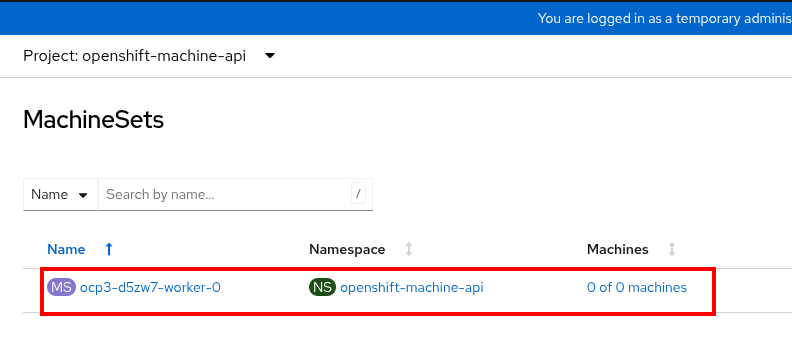 You are logged in as a temporary adminis
Project: openshift-machine-api
MachineSets
Name Search by name... /
Name Namespace Machines
MS ocp3-d5zw7-worker-0 NS openshift-machine-api 0 of 0 machines